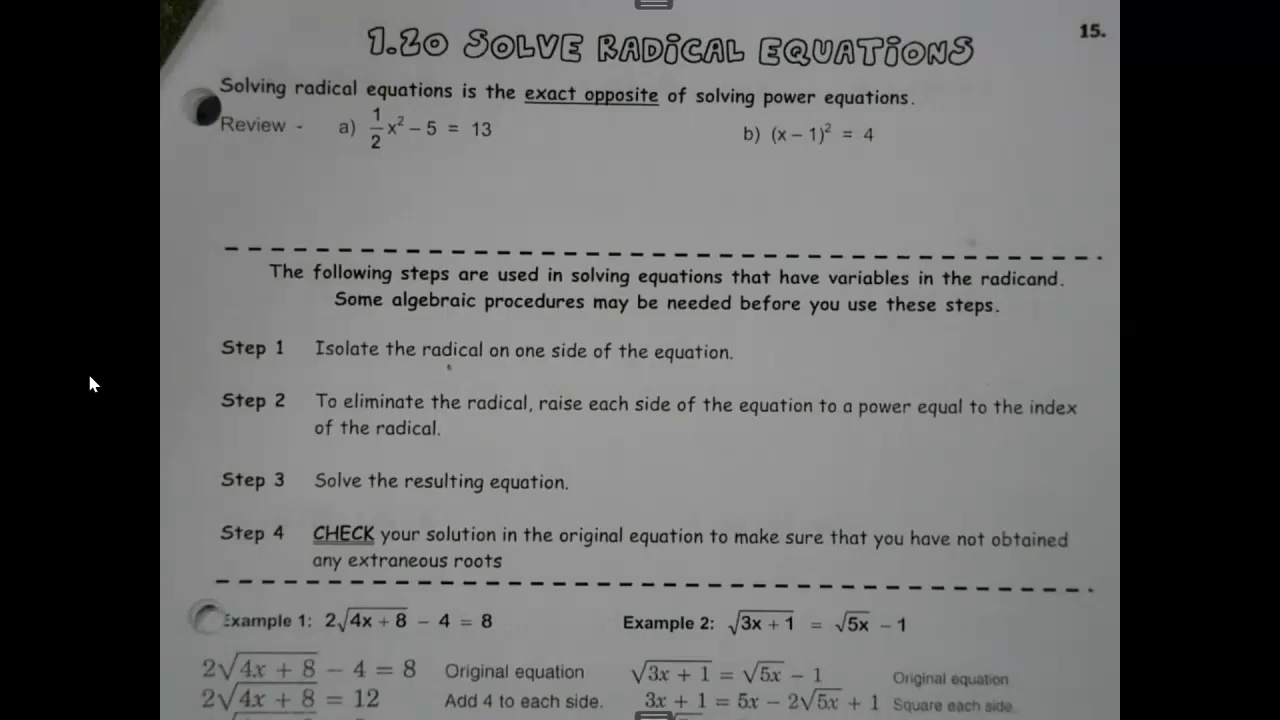 1.20 SOLVE RADICAL EQUATIONS
15.
Solving radical equations is the exact opposite of solving power equations.
Review - a) 1/2 x² – 5 = 13 b) (x – 1)² = 4
The following steps are used in solving equations that have variables in the radicand.
Some algebraic procedures may be needed before you use these steps.
Step 1 Isolate the radical on one side of the equation.
Step 2 To eliminate the radical, raise each side of the equation to a power equal to the index
of the radical.
Step 3 Solve the resulting equation.
Step 4 CHECK your solution in the original equation to make sure that you have not obtained
any extraneous roots
Example 1: 2√(4x + 8) – 4 = 8 Example 2: √(3x + 1) = √(5x) – 1
2√(4x + 8) – 4 = 8 Original equation √(3x + 1) = √(5x) – 1 Original equation
2√(4x + 8) = 12 Add 4 to each side. 3x + 1 = 5x – 2√(5x) + 1 Square each side.